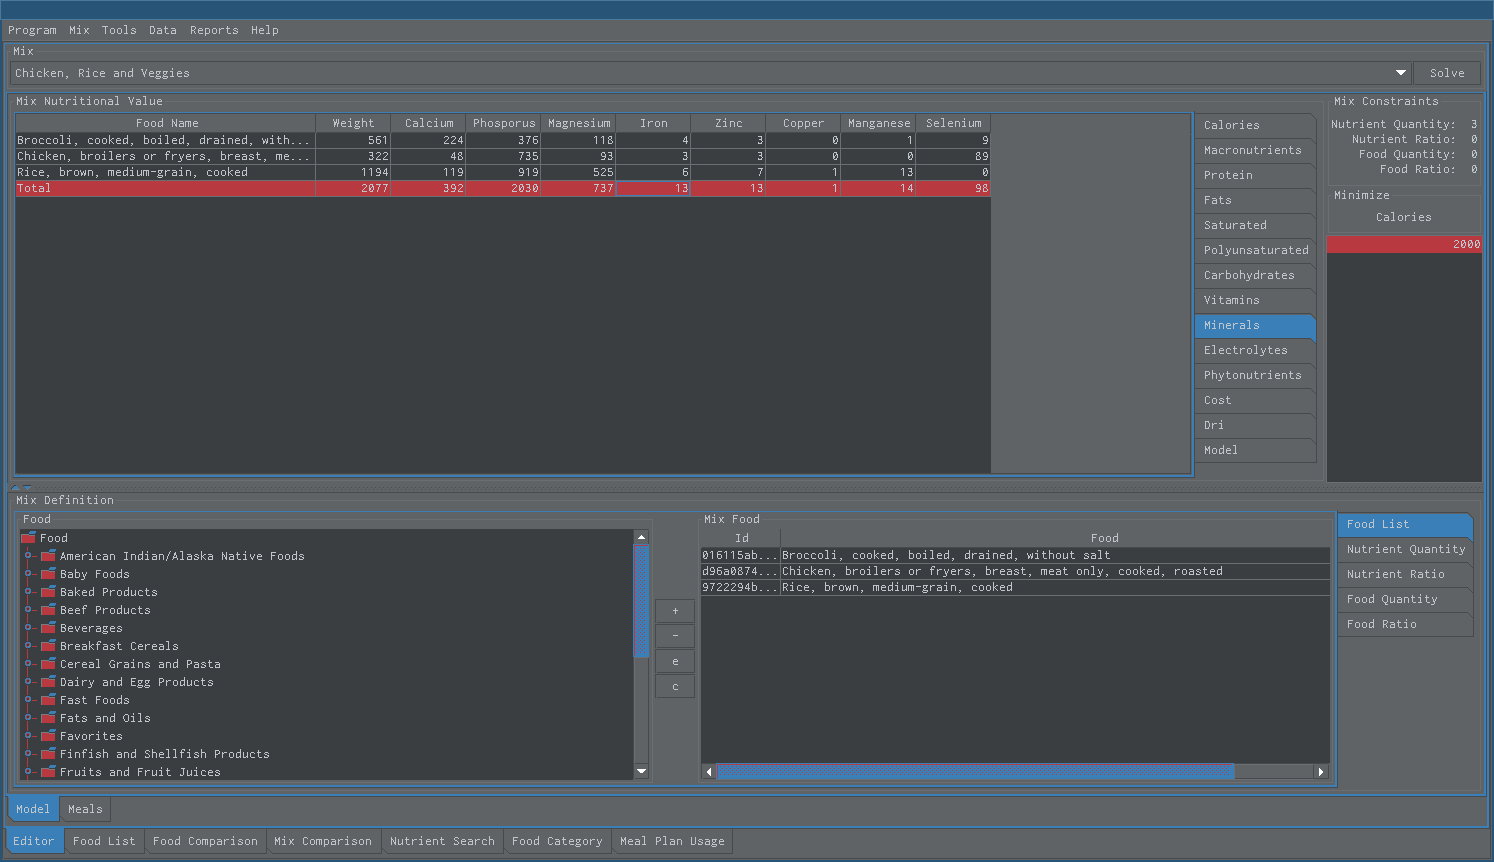 Program Mix Tools Data Reports Help
Mix
Chicken, Rice and Veggies Solve
Mix Nutritional Value
Food Name Weight Calcium Phosporus Magnesium Iron Zinc Copper Manganese Selenium
Broccoli, cooked, boiled, drained, with... 561 224 376 118 4 3 0 1 9
Chicken, broilers or fryers, breast, me... 322 48 735 93 3 3 0 0 89
Rice, brown, medium-grain, cooked 1194 119 919 525 6 7 1 13 0
Total 2077 392 2030 737 13 13 1 14 98
Calories
Macronutrients
Protein
Fats
Saturated
Polyunsaturated
Carbohydrates
Vitamins
Minerals
Electrolytes
Phytonutrients
Cost
Dri
Model
Mix Constraints
Nutrient Quantity: 3
Nutrient Ratio: 0
Food Quantity: 0
Food Ratio: 0
Minimize
Calories
2000
Mix Definition
Food
Food
American Indian/Alaska Native Foods
Baby Foods
Baked Products
Beef Products
Beverages
Breakfast Cereals
Cereal Grains and Pasta
Dairy and Egg Products
Fast Foods
Fats and Oils
Favorites
Finfish and Shellfish Products
Fruits and Fruit Juices
+
-
e
c
Mix Food
Id Food
016115ab... Broccoli, cooked, boiled, drained, without salt
d96a0874... Chicken, broilers or fryers, breast, meat only, cooked, roasted
9722294b... Rice, brown, medium-grain, cooked
Food List
Nutrient Quantity
Nutrient Ratio
Food Quantity
Food Ratio
Model Meals
Editor Food List Food Comparison Mix Comparison Nutrient Search Food Category Meal Plan Usage